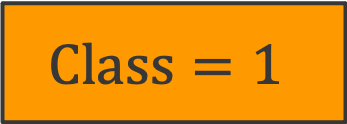 Class = 1